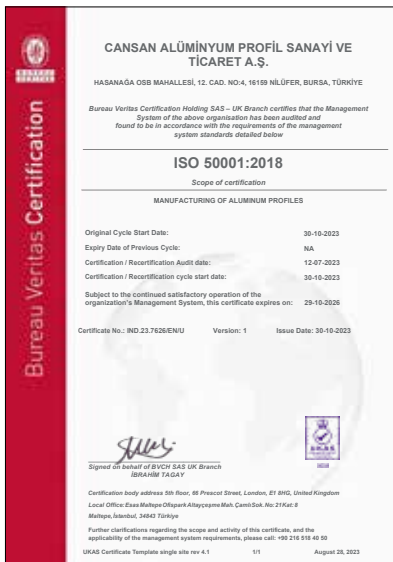 Bureau Veritas Certification
CANSAN ALÜMİNYUM PROFİL SANAYİ VE
TİCARET A.Ş.
HASANAĞA OSB MAHALLESİ, 12. CAD. NO:4, 16159 NİLÜFER, BURSA, TÜRKİYE
Bureau Veritas Certification Holding SAS – UK Branch certifies that the Management
System of the above organisation has been audited and
found to be in accordance with the requirements of the management
system standards detailed below
ISO 50001:2018
Scope of certification
MANUFACTURING OF ALUMINUM PROFILES
Original Cycle Start Date: 30-10-2023
Expiry Date of Previous Cycle: NA
Certification / Recertification Audit date: 12-07-2023
Certification / Recertification cycle start date: 30-10-2023
Subject to the continued satisfactory operation of the
organization's Management System, this certificate expires on: 29-10-2026
Certificate No.: IND.23.7626/EN/U Version: 1 Issue Date: 30-10-2023
Signed on behalf of BVCH SAS UK Branch
İBRAHİM TAGAY
Certification body address 5th floor, 66 Prescot Street, London, E1 8HG, United Kingdom
Local Office: Esas Maltepe Ofispark Altayçeşme Mah. Çamlı Sok. No: 21 Kat: 8
Maltepe, İstanbul, 34843 Türkiye
Further clarifications regarding the scope and activity of this certificate, and the
applicability of the management system requirements, please call: +90 216 518 40 50
UKAS Certificate Template single site rev 4.1 1/1 August 28, 2023